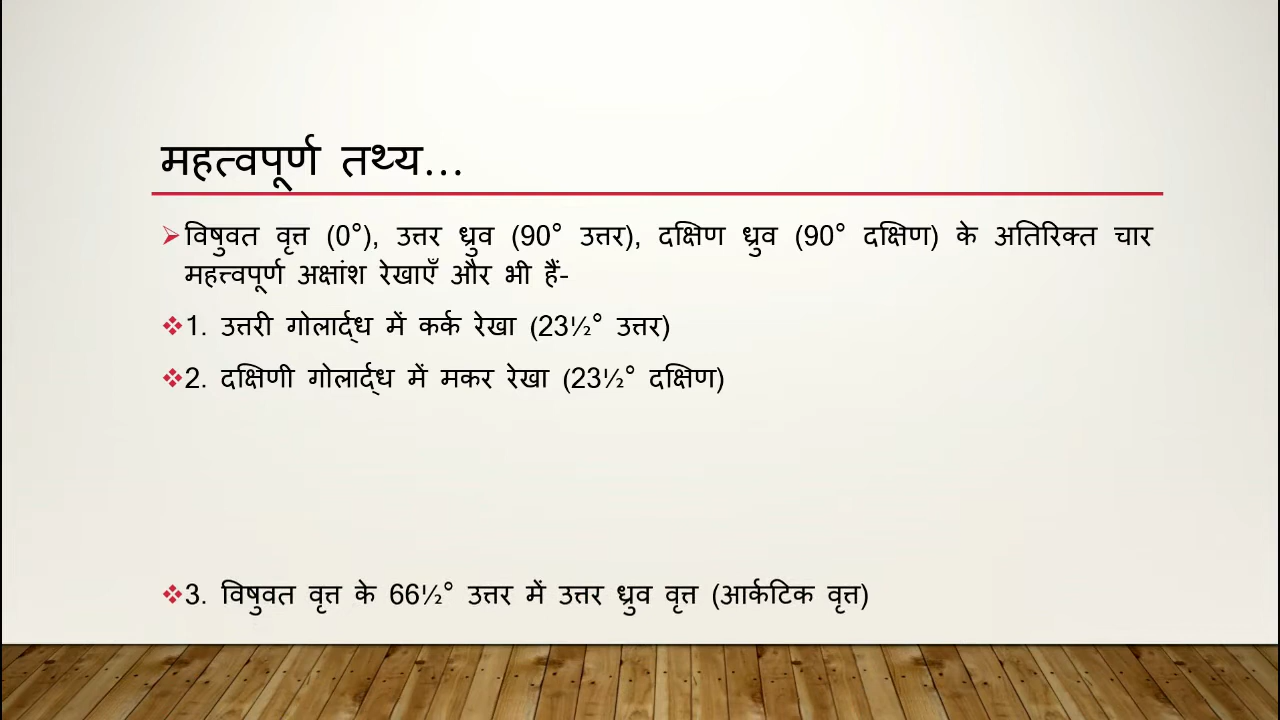 महत्वपूर्ण तथ्य...
➢विषुवत वृत्त (0°), उत्तर ध्रुव (90° उत्तर), दक्षिण ध्रुव (90° दक्षिण) के अतिरिक्त चार
महत्त्वपूर्ण अक्षांश रेखाएँ और भी हैं-
❖1. उत्तरी गोलार्द्ध में कर्क रेखा (23½° उत्तर)
❖2. दक्षिणी गोलार्द्ध में मकर रेखा (23½° दक्षिण)
❖3. विषुवत वृत्त के 66½° उत्तर में उत्तर ध्रुव वृत्त (आर्कटिक वृत्त)